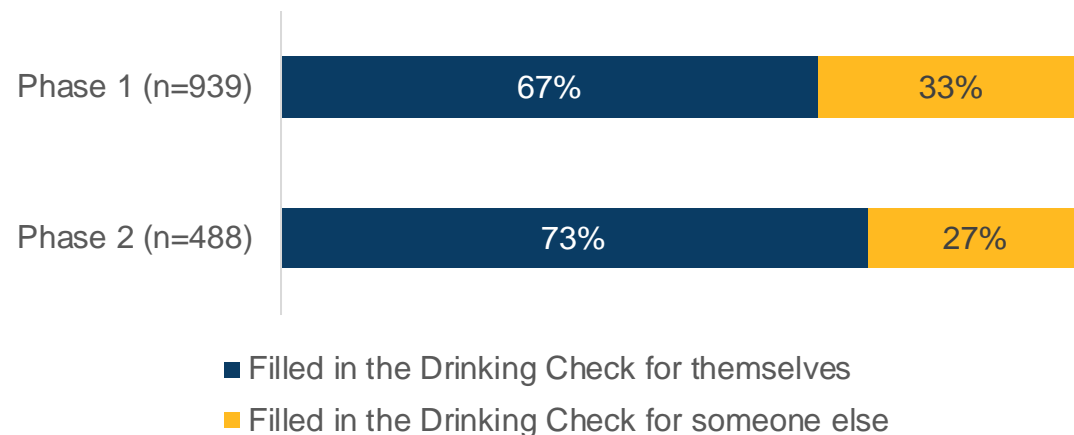 Phase 1 (n=939) 67% 33%
Phase 2 (n=488) 73% 27%
Filled in the Drinking Check for themselves
Filled in the Drinking Check for someone else